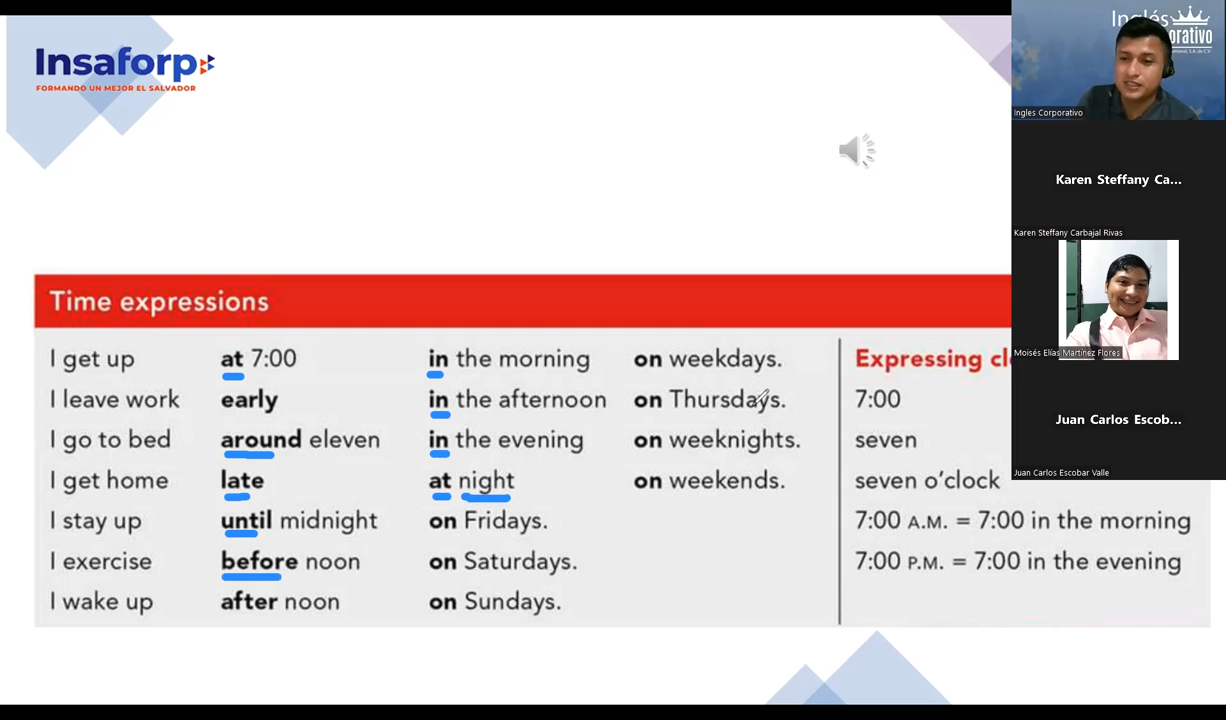 Insaforp
FORMANDO UN MEJOR EL SALVADOR
Time expressions
I get up at 7:00 in the morning on weekdays.
I leave work early in the afternoon on Thursdays.
I go to bed around eleven in the evening on weeknights.
I get home late at night on weekends.
I stay up until midnight on Fridays.
I exercise before noon on Saturdays.
I wake up after noon on Sundays.
Expressing
7:00
seven
seven o'clock
7:00 A.M. = 7:00 in the morning
7:00 P.M. = 7:00 in the evening
Inglés
orativo
Ingles Corporativo
Karen Steffany Ca...
Karen Steffany Carbajal Rivas
Moisés Elías Martínez Flores
Juan Carlos Escob...
Juan Carlos Escobar Valle